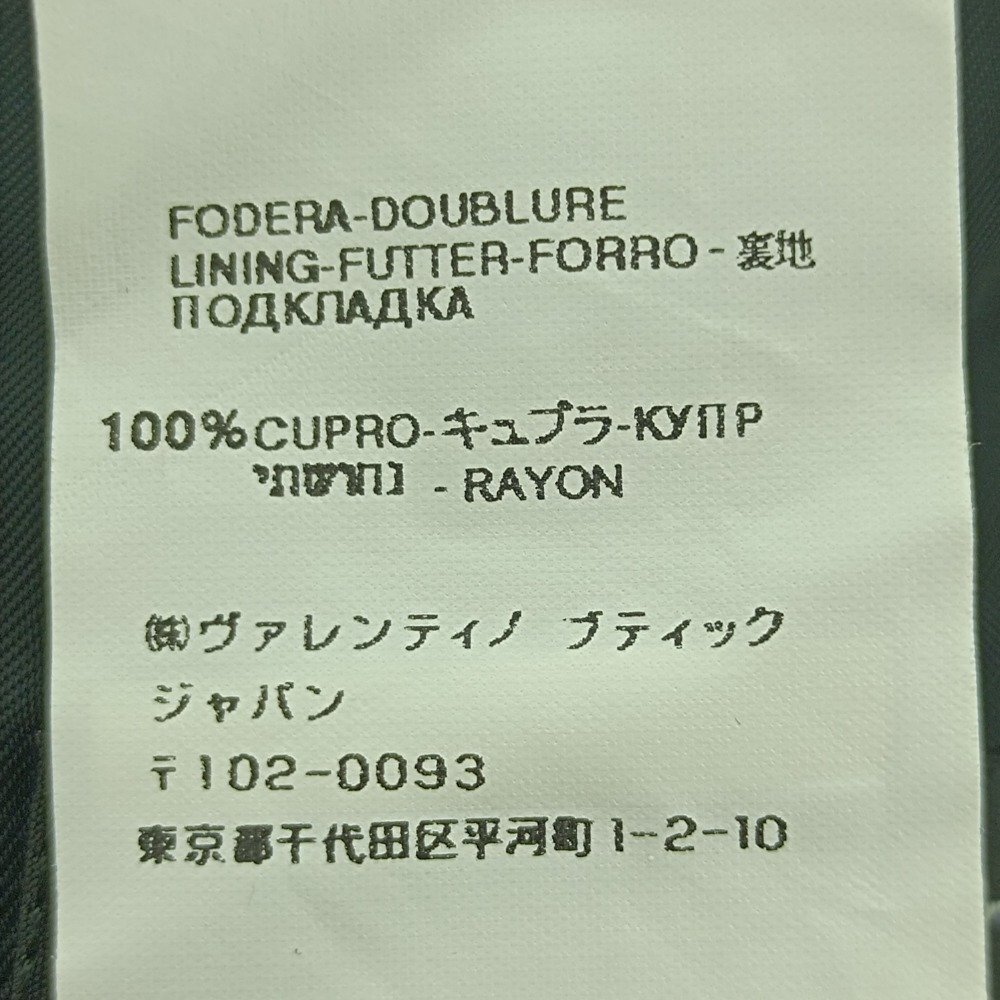 FODERA-DOUBLURE
LINING-FUTTER-FORRO-裏地
ПОДКЛАДКА
100%CUPRO-キュプラ-КУПР
נחושתי - RAYON
㈱ヴァレンティノ ブティック
ジャパン
〒102-0093
東京都千代田区平河町1-2-10